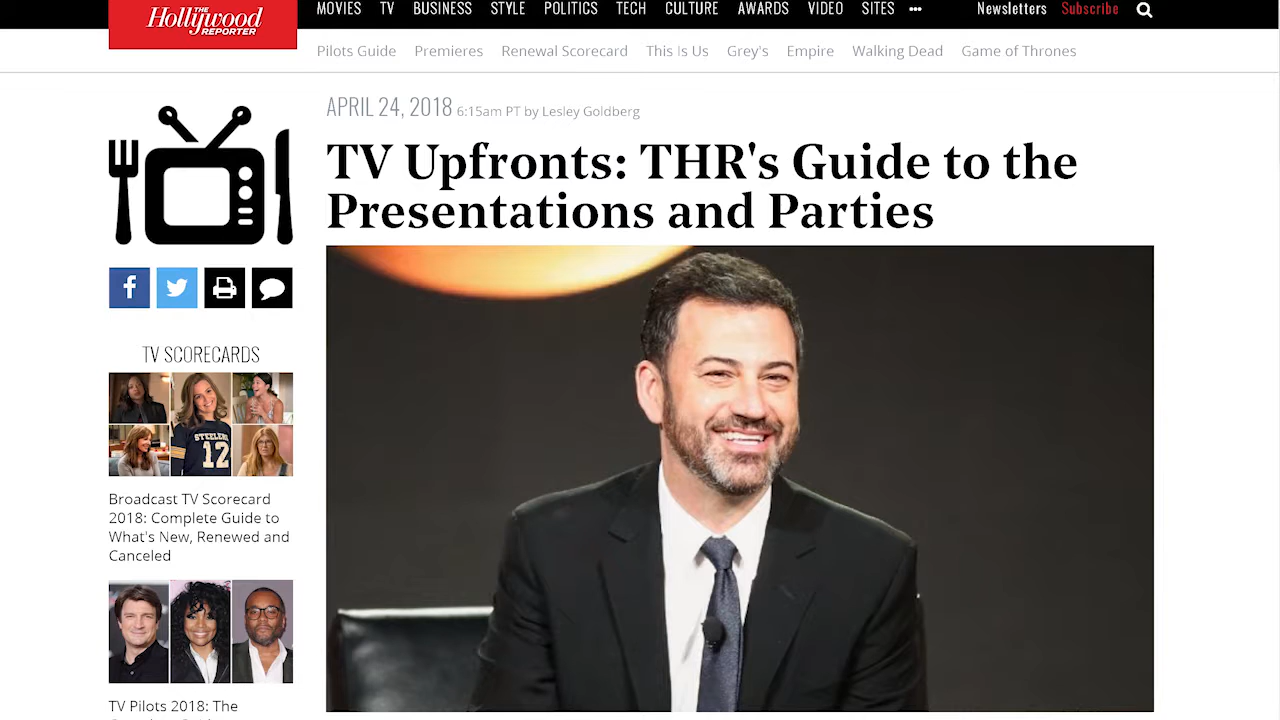 THE
Hollywood
REPORTER
MOVIES TV BUSINESS STYLE POLITICS TECH CULTURE AWARDS VIDEO SITES ••• Newsletters Subscribe
Pilots Guide Premieres Renewal Scorecard This Is Us Grey's Empire Walking Dead Game of Thrones
APRIL 24, 2018 6:15am PT by Lesley Goldberg
TV Upfronts: THR's Guide to the
Presentations and Parties
TV SCORECARDS
STEELERS
12
Broadcast TV Scorecard
2018: Complete Guide to
What's New, Renewed and
Canceled
TV Pilots 2018: The